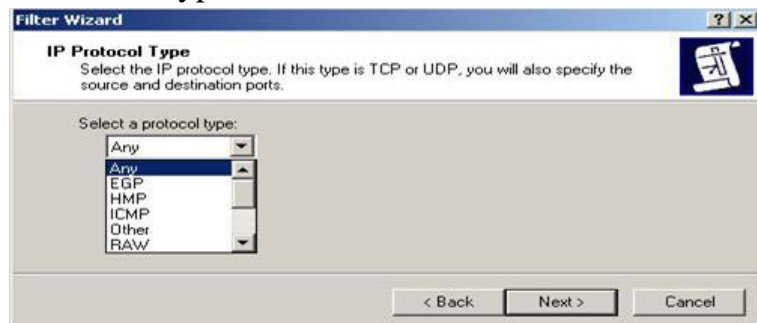 Filter Wizard
IP Protocol Type
Select the IP protocol type. If this type is TCP or UDP, you will also specify the
source and destination ports.
Select a protocol type:
Any
Any
EGP
HMP
ICMP
Other
RAW
< Back
Next >
Cancel